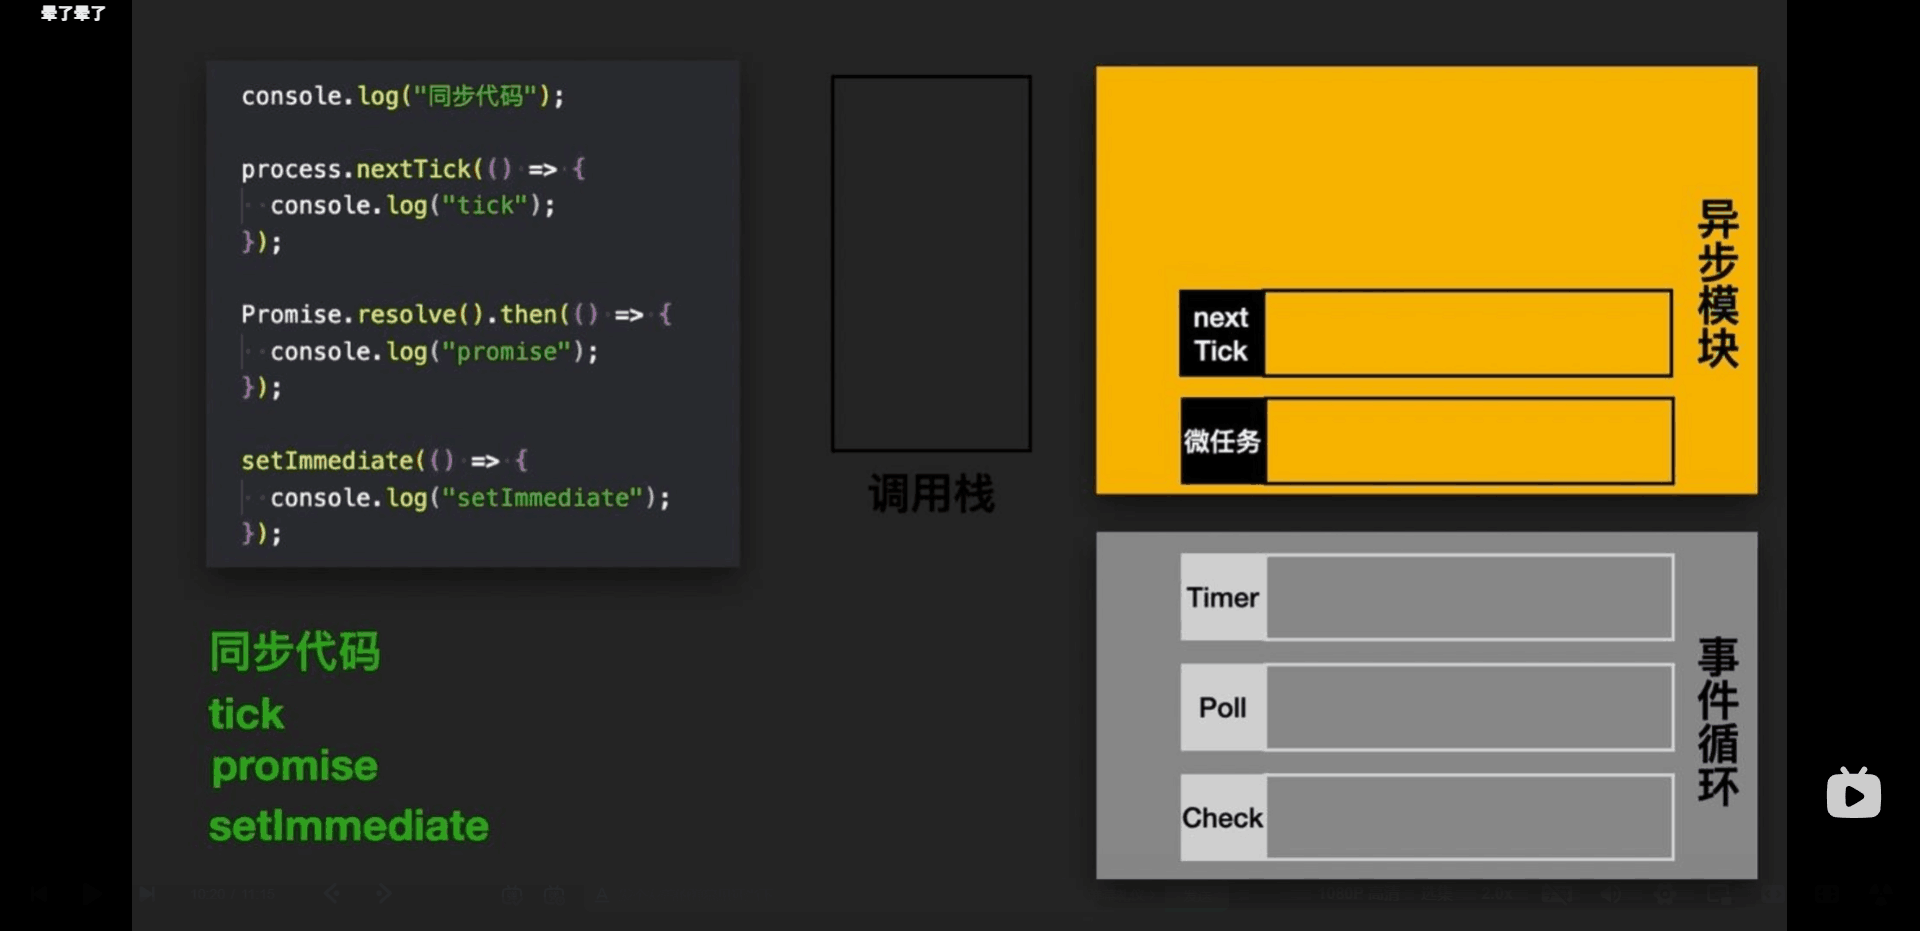 晕了晕了
console.log("同步代码");
process.nextTick(() => {
console.log("tick");
});
Promise.resolve().then(() => {
console.log("promise");
});
setImmediate(() => {
console.log("setImmediate");
});
同步代码
tick
promise
setImmediate
调用栈
next
Tick
微任务
异步模块
Timer
Poll
Check
事件循环